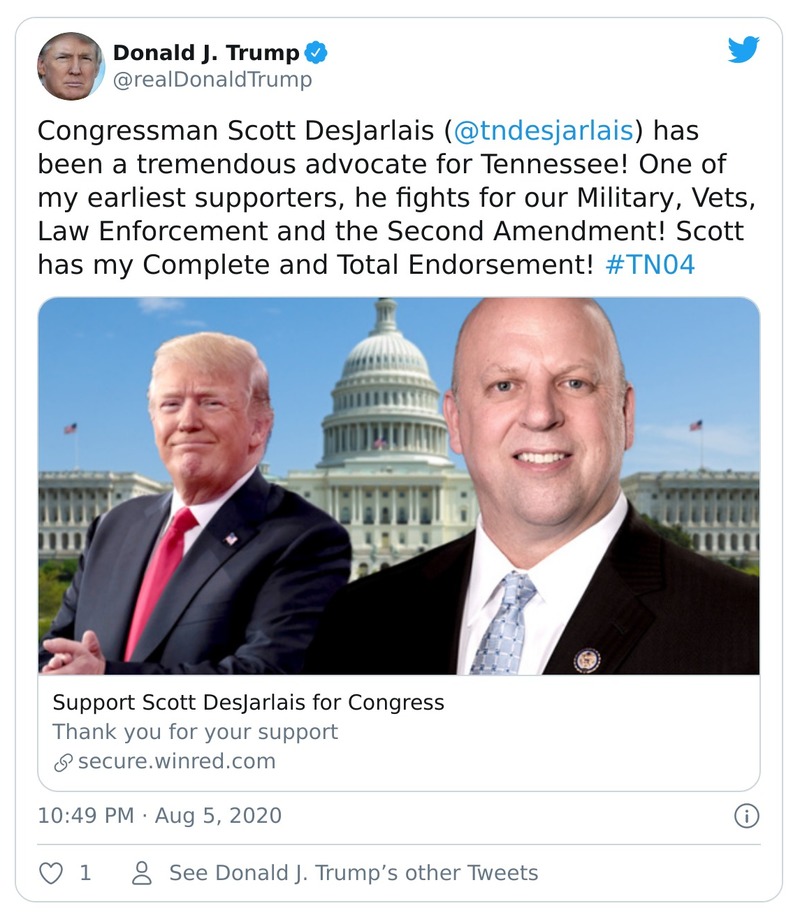 Donald J. Trump
@realDonaldTrump
Congressman Scott DesJarlais (@tndesjarlais) has
been a tremendous advocate for Tennessee! One of
my earliest supporters, he fights for our Military, Vets,
Law Enforcement and the Second Amendment! Scott
has my Complete and Total Endorsement! #TN04
Support Scott DesJarlais for Congress
Thank you for your support
secure.winred.com
10:49 PM · Aug 5, 2020
1 See Donald J. Trump’s other Tweets